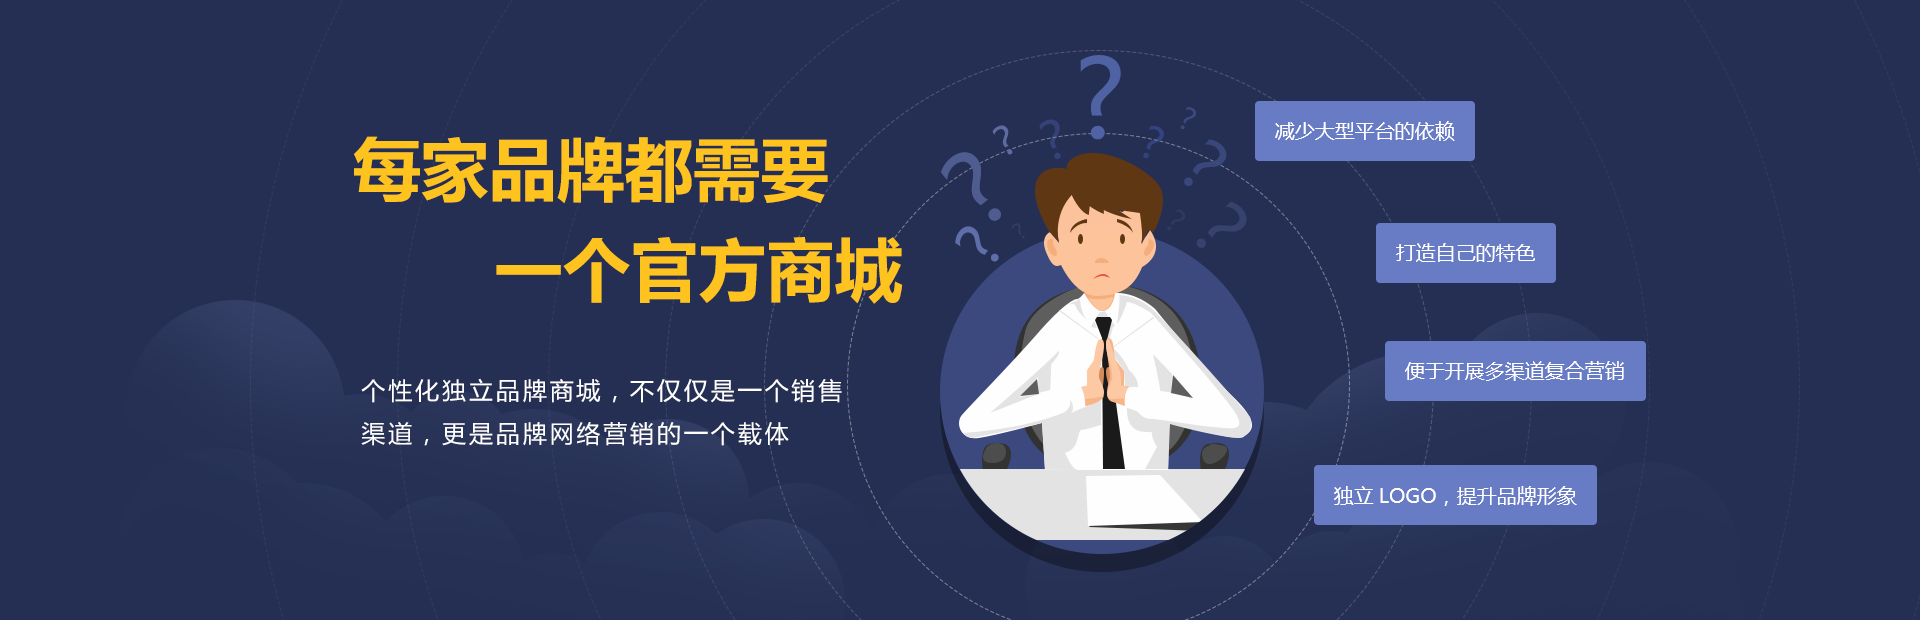 每家品牌都需要
一个官方商城
个性化独立品牌商城，不仅仅是一个销售
渠道，更是品牌网络营销的一个载体
减少大型平台的依赖
打造自己的特色
便于开展多渠道复合营销
独立 LOGO，提升品牌形象